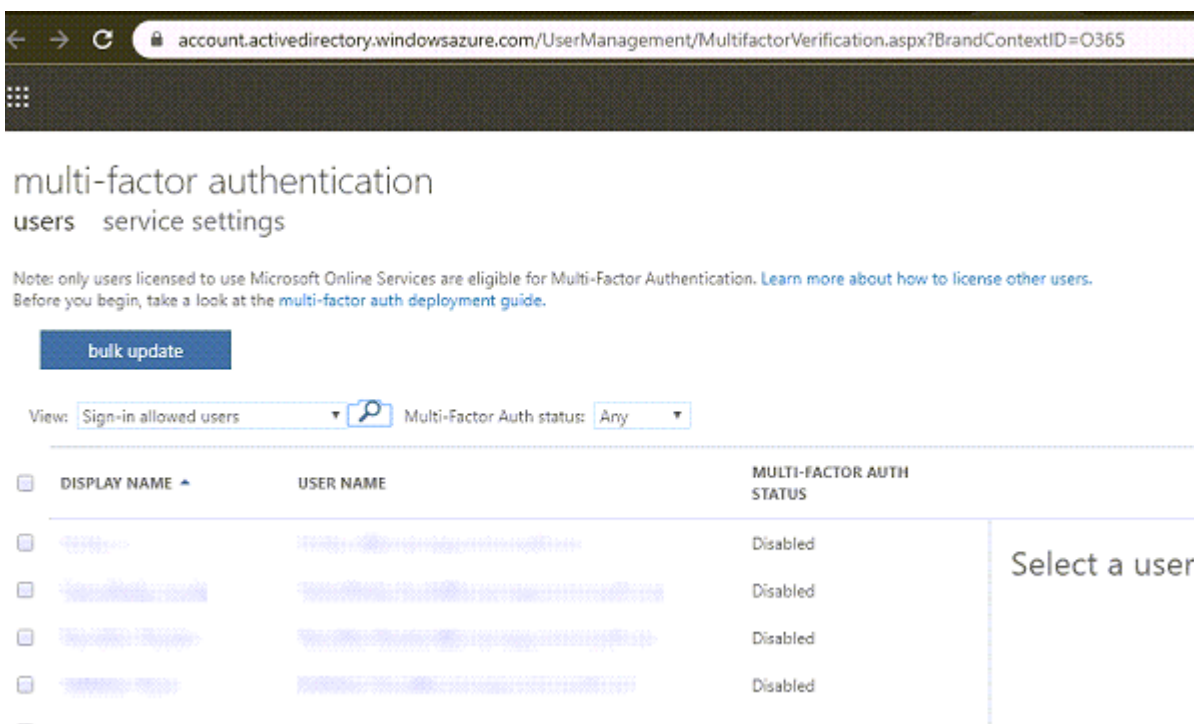 account.activedirectory.windowsazure.com/UserManagement/MultifactorVerification.aspx?BrandContextID=O365
multi-factor authentication
users service settings
Note: only users licensed to use Microsoft Online Services are eligible for Multi-Factor Authentication. Learn more about how to license other users.
Before you begin, take a look at the multi-factor auth deployment guide.
bulk update
View: Sign-in allowed users Multi-Factor Auth status: Any
DISPLAY NAME USER NAME MULTI-FACTOR AUTH
STATUS
Disabled
Select a user
Disabled
Disabled
Disabled